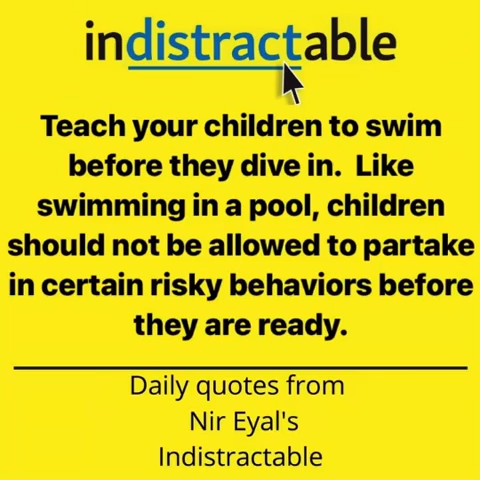 indistractable
Teach your children to swim
before they dive in. Like
swimming in a pool, children
should not be allowed to partake
in certain risky behaviors before
they are ready.
Daily quotes from
Nir Eyal's
Indistractable